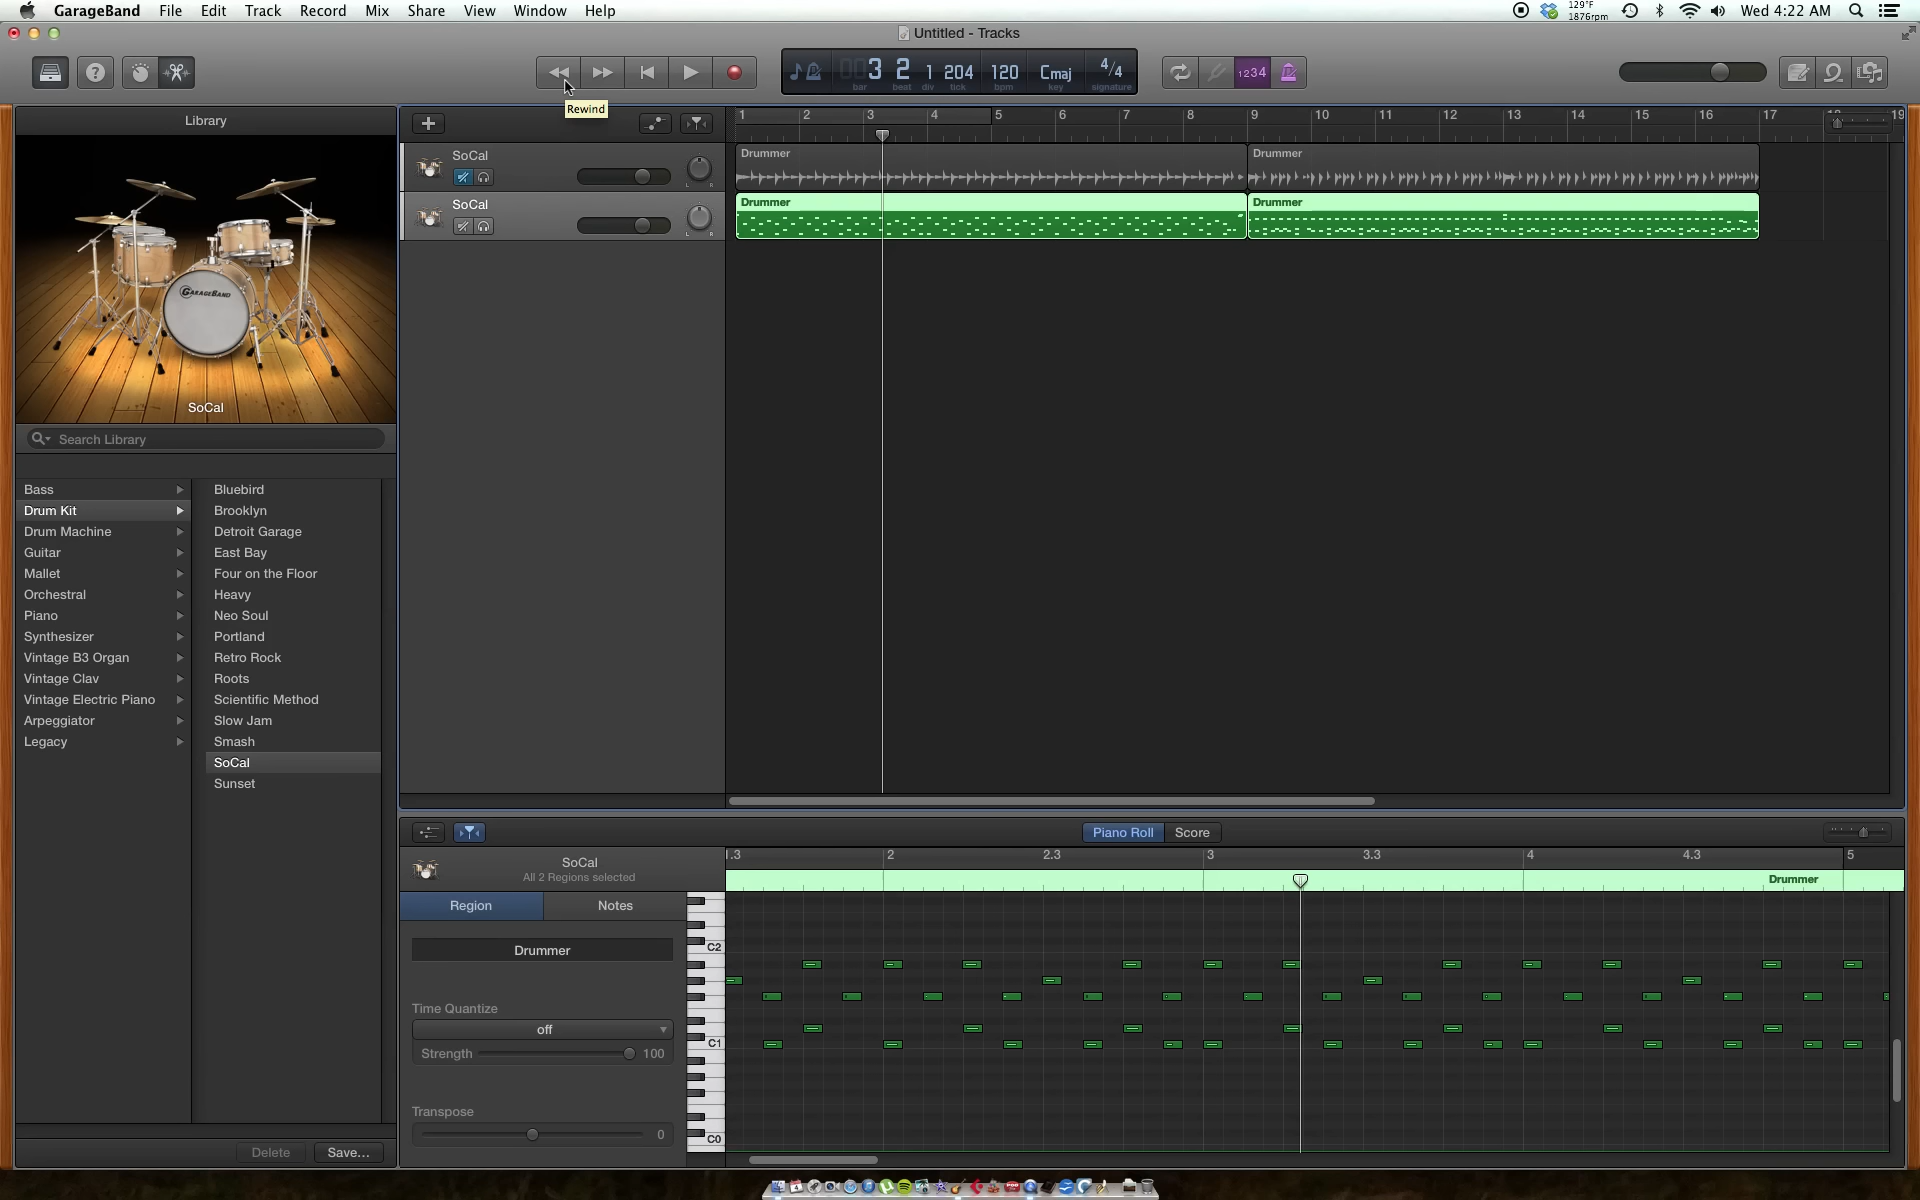 GarageBand File Edit Track Record Mix Share View Window Help
129°F
1876rpm
Wed 4:22 AM
Untitled - Tracks
3 2 1 204 120 Cmaj 4/4
bar beat div tick bpm key signature
1234
Rewind
Library
1 2 3 4 5 6 7 8 9 10 11 12 13 14 15 16 17 18 19
SoCal
L R
Drummer
Drummer
SoCal
L R
Drummer
Drummer
GARAGEBAND
SoCal
Search Library
Bass
Drum Kit
Drum Machine
Guitar
Mallet
Orchestral
Piano
Synthesizer
Vintage B3 Organ
Vintage Clav
Vintage Electric Piano
Arpeggiator
Legacy
Bluebird
Brooklyn
Detroit Garage
East Bay
Four on the Floor
Heavy
Neo Soul
Portland
Retro Rock
Roots
Scientific Method
Slow Jam
Smash
SoCal
Sunset
Delete
Save...
Piano Roll Score
SoCal
All 2 Regions selected
1.3 2 2.3 3 3.3 4 4.3 5
Drummer
Region Notes
Drummer
Time Quantize
off
Strength 100
Transpose
0
C2
C1
C0